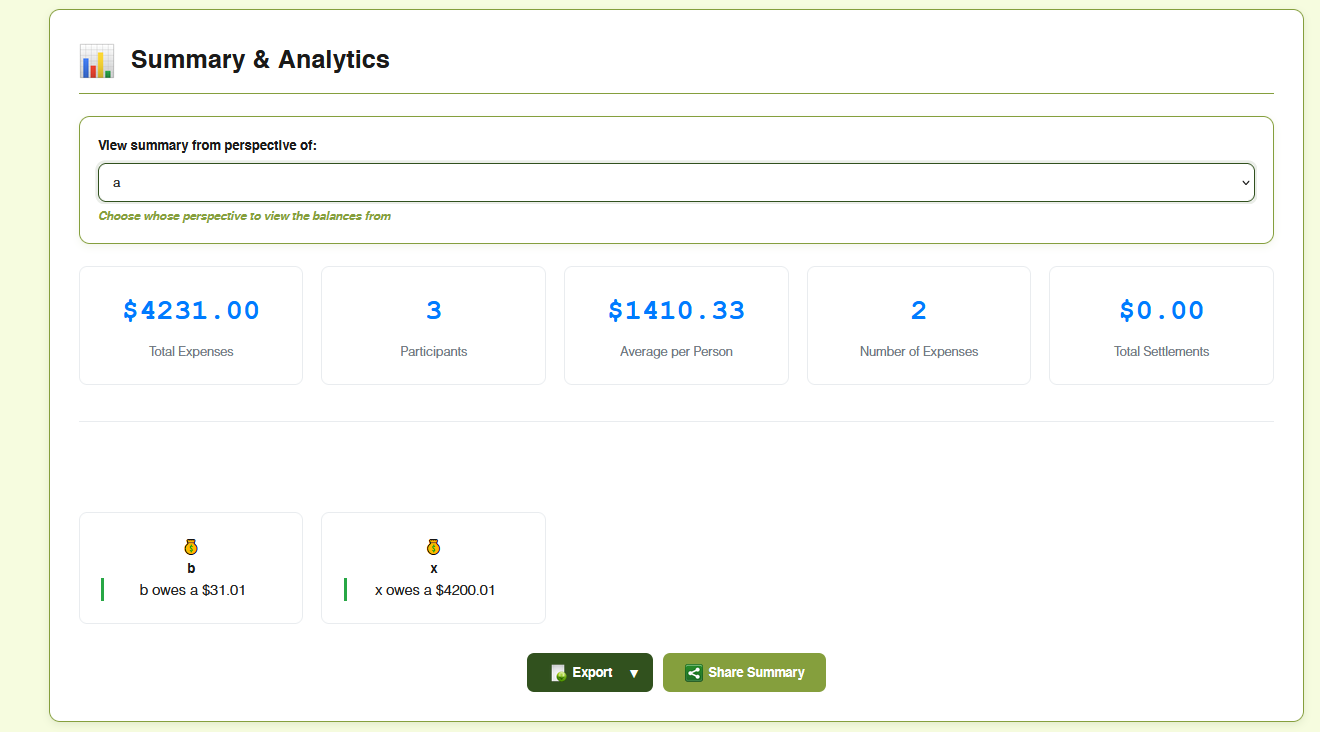 Summary & Analytics
View summary from perspective of:
a
Choose whose perspective to view the balances from
$4231.00
Total Expenses
3
Participants
$1410.33
Average per Person
2
Number of Expenses
$0.00
Total Settlements
b
b owes a $31.01
x
x owes a $4200.01
Export ▼
Share Summary